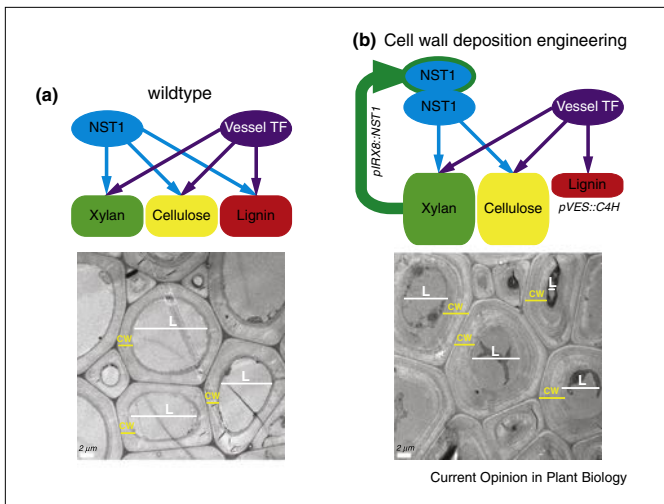 (a)
wildtype
NST1
Vessel TF
Xylan
Cellulose
Lignin
L
CW
L
CW
L
CW
2 μm
(b) Cell wall deposition engineering
NST1
NST1
Vessel TF
pIRX8::NST1
Xylan
Cellulose
Lignin
pVES::C4H
L
CW
L
CW
CW
L
L
CW
2 μm
Current Opinion in Plant Biology